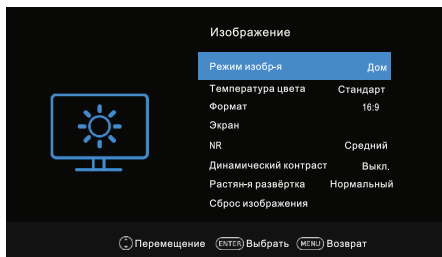 Изображение
Режим изобр-я Дом
Температура цвета Стандарт
Формат 16:9
Экран
NR Средний
Динамический контраст Выкл.
Растян-я развёртка Нормальный
Сброс изображения
Перемещение ENTER Выбрать MENU Возврат